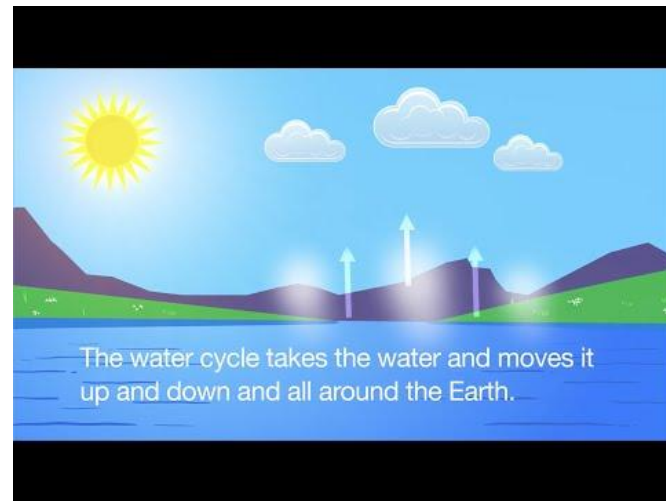 The water cycle takes the water and moves it
up and down and all around the Earth.